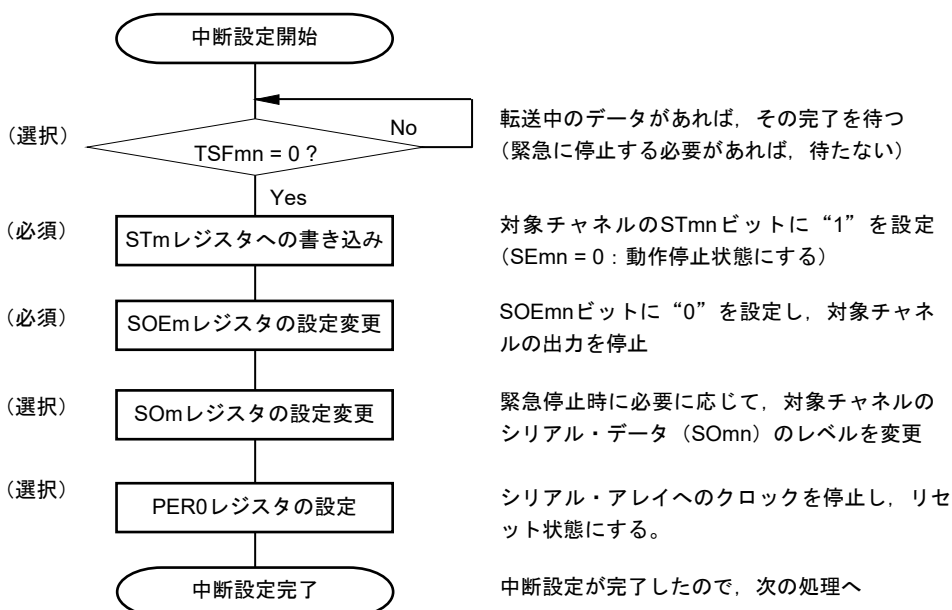 中断設定開始
(選択)
TSFmn = 0 ?
No
Yes
転送中のデータがあれば，その完了を待つ
（緊急に停止する必要があれば，待たない）
(必須)
STmレジスタへの書き込み
対象チャネルのSTmnビットに“1”を設定
（SEmn = 0：動作停止状態にする）
(必須)
SOEmレジスタの設定変更
SOEmnビットに“0”を設定し，対象チャネ
ルの出力を停止
(選択)
SOmレジスタの設定変更
緊急停止時に必要に応じて，対象チャネルの
シリアル・データ（SOmn）のレベルを変更
(選択)
PER0レジスタの設定
シリアル・アレイへのクロックを停止し，リセ
ット状態にする。
中断設定完了
中断設定が完了したので，次の処理へ